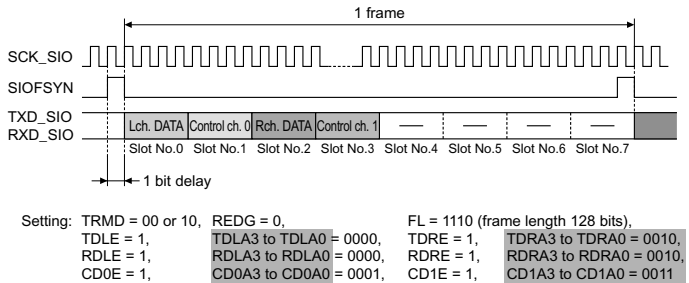 1 frame
SCK_SIO
SIOFSYN
TXD_SIO
RXD_SIO
Lch. DATA Control ch. 0 Rch. DATA Control ch. 1 — — — —
Slot No.0 Slot No.1 Slot No.2 Slot No.3 Slot No.4 Slot No.5 Slot No.6 Slot No.7
1 bit delay
Setting: TRMD = 00 or 10, REDG = 0, FL = 1110 (frame length 128 bits),
TDLE = 1, TDLA3 to TDLA0 = 0000, TDRE = 1, TDRA3 to TDRA0 = 0010,
RDLE = 1, RDLA3 to RDLA0 = 0000, RDRE = 1, RDRA3 to RDRA0 = 0010,
CD0E = 1, CD0A3 to CD0A0 = 0001, CD1E = 1, CD1A3 to CD1A0 = 0011